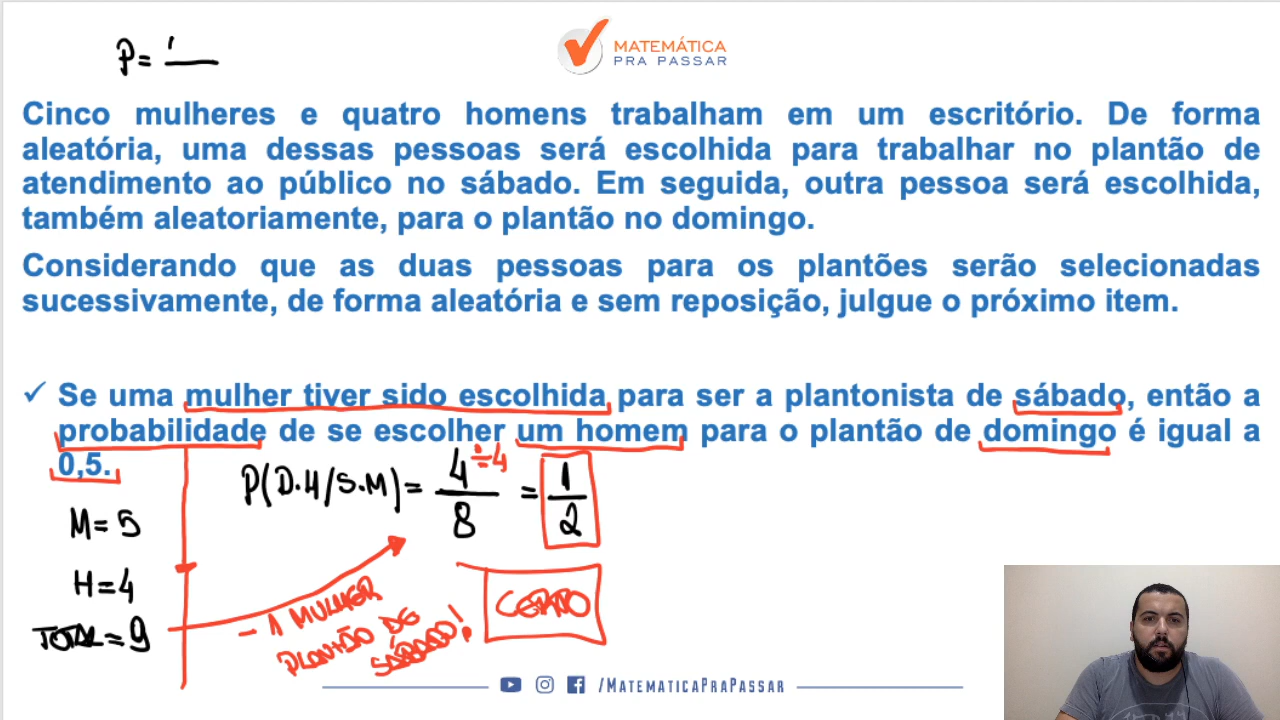 P=
MATEMÁTICA
PRA PASSAR
Cinco mulheres e quatro homens trabalham em um escritório. De forma
aleatória, uma dessas pessoas será escolhida para trabalhar no plantão de
atendimento ao público no sábado. Em seguida, outra pessoa será escolhida,
também aleatoriamente, para o plantão no domingo.
Considerando que as duas pessoas para os plantões serão selecionadas
sucessivamente, de forma aleatória e sem reposição, julgue o próximo item.
✓ Se uma mulher tiver sido escolhida para ser a plantonista de sábado, então a
probabilidade de se escolher um homem para o plantão de domingo é igual a
0,5.
P(D.H/S.M) = 4/8 = 1/2
÷4
M=5
H=4
TOTAL=9
- 1 MULHER
PLANTÃO DE
SÁBADO!
CERTO
/MATEMATICAPRAPASSAR